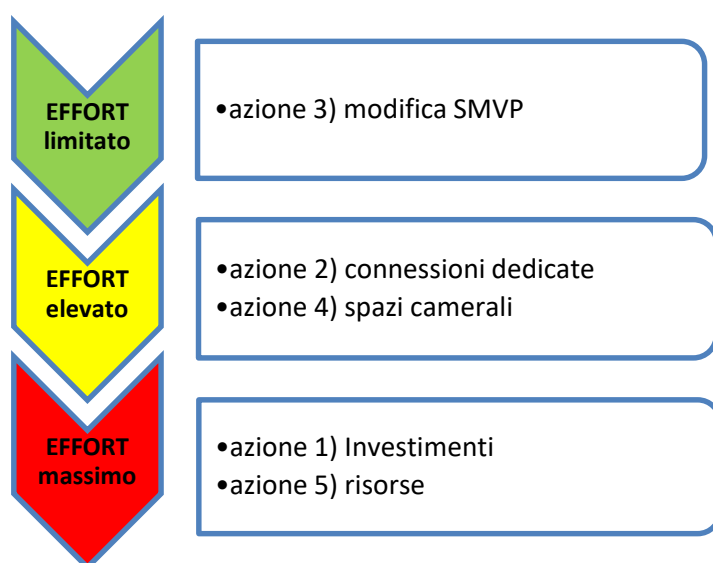 EFFORT
limitato
•azione 3) modifica SMVP
EFFORT
elevato
•azione 2) connessioni dedicate
•azione 4) spazi camerali
EFFORT
massimo
•azione 1) Investimenti
•azione 5) risorse